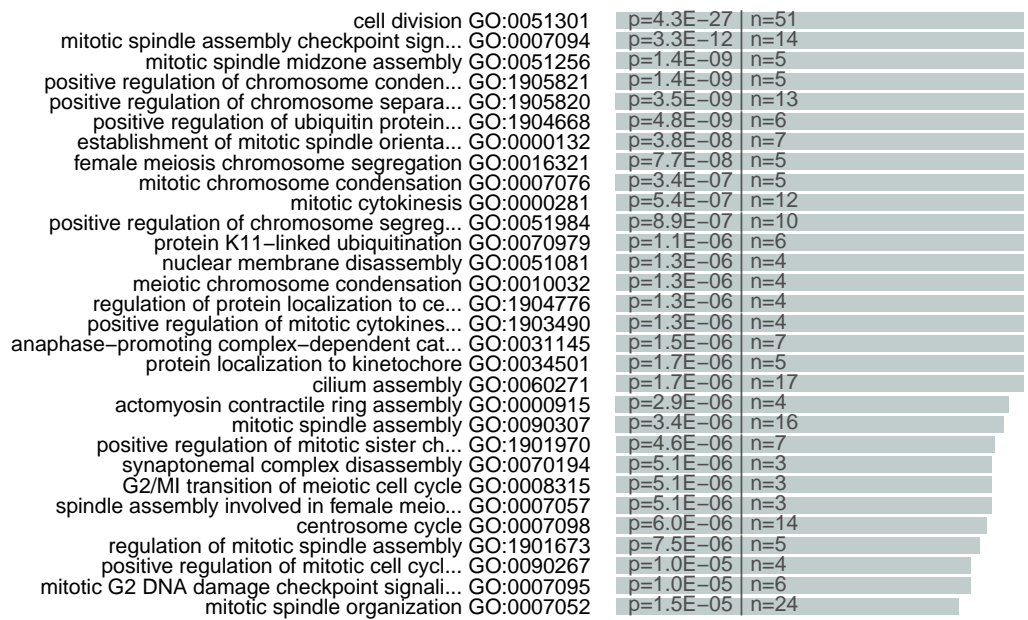 cell division GO:0051301 p=4.3E−27 n=51
mitotic spindle assembly checkpoint sign... GO:0007094 p=3.3E−12 n=14
mitotic spindle midzone assembly GO:0051256 p=1.4E−09 n=5
positive regulation of chromosome conden... GO:1905821 p=1.4E−09 n=5
positive regulation of chromosome separa... GO:1905820 p=3.5E−09 n=13
positive regulation of ubiquitin protein... GO:1904668 p=4.8E−09 n=6
establishment of mitotic spindle orienta... GO:0000132 p=3.8E−08 n=7
female meiosis chromosome segregation GO:0016321 p=7.7E−08 n=5
mitotic chromosome condensation GO:0007076 p=3.4E−07 n=5
mitotic cytokinesis GO:0000281 p=5.4E−07 n=12
positive regulation of chromosome segreg... GO:0051984 p=8.9E−07 n=10
protein K11−linked ubiquitination GO:0070979 p=1.1E−06 n=6
nuclear membrane disassembly GO:0051081 p=1.3E−06 n=4
meiotic chromosome condensation GO:0010032 p=1.3E−06 n=4
regulation of protein localization to ce... GO:1904776 p=1.3E−06 n=4
positive regulation of mitotic cytokines... GO:1903490 p=1.3E−06 n=4
anaphase−promoting complex−dependent cat... GO:0031145 p=1.5E−06 n=7
protein localization to kinetochore GO:0034501 p=1.7E−06 n=5
cilium assembly GO:0060271 p=1.7E−06 n=17
actomyosin contractile ring assembly GO:0000915 p=2.9E−06 n=4
mitotic spindle assembly GO:0090307 p=3.4E−06 n=16
positive regulation of mitotic sister ch... GO:1901970 p=4.6E−06 n=7
synaptonemal complex disassembly GO:0070194 p=5.1E−06 n=3
G2/MI transition of meiotic cell cycle GO:0008315 p=5.1E−06 n=3
spindle assembly involved in female meio... GO:0007057 p=5.1E−06 n=3
centrosome cycle GO:0007098 p=6.0E−06 n=14
regulation of mitotic spindle assembly GO:1901673 p=7.5E−06 n=5
positive regulation of mitotic cell cycl... GO:0090267 p=1.0E−05 n=4
mitotic G2 DNA damage checkpoint signali... GO:0007095 p=1.0E−05 n=6
mitotic spindle organization GO:0007052 p=1.5E−05 n=24